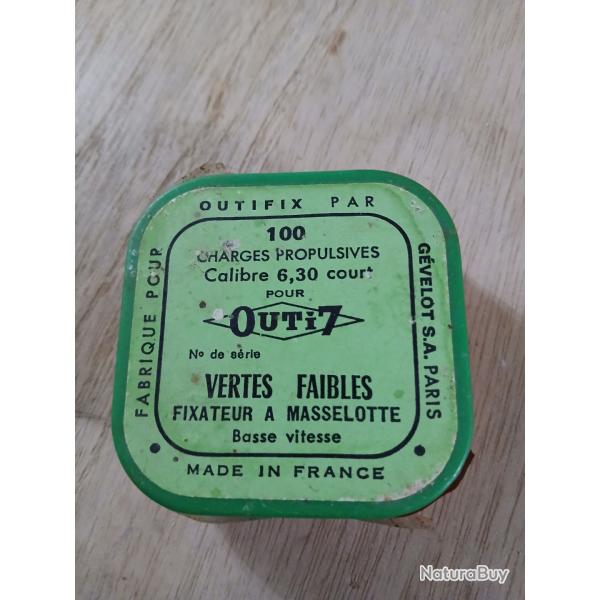 FABRIQUE POUR
OUTIFIX PAR
GÉVELOT S.A. PARIS
100
CHARGES PROPULSIVES
Calibre 6,30 court
POUR
OUTi7
No de série
VERTES FAIBLES
FIXATEUR A MASSELOTTE
Basse vitesse
MADE IN FRANCE
NaturaBuy